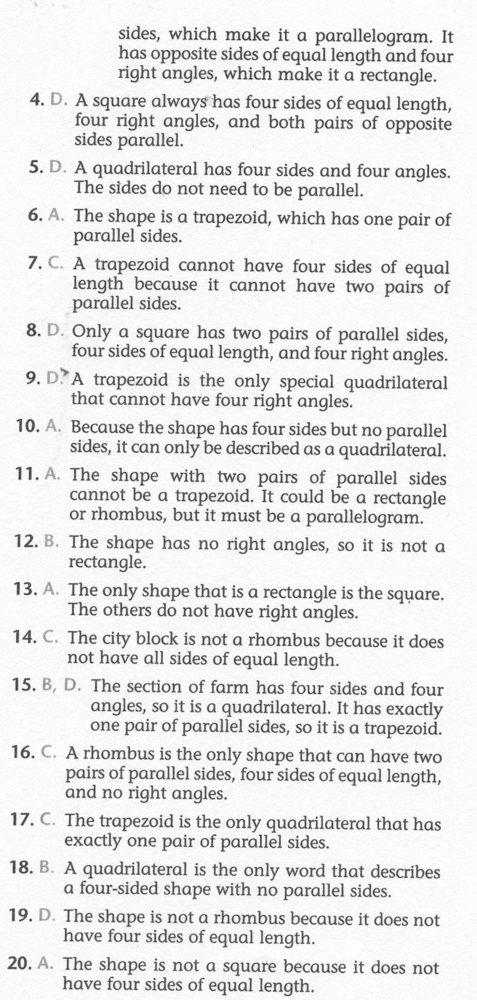 sides, which make it a parallelogram. It
has opposite sides of equal length and four
right angles, which make it a rectangle.
4. D. A square always has four sides of equal length,
four right angles, and both pairs of opposite
sides parallel.
5. D. A quadrilateral has four sides and four angles.
The sides do not need to be parallel.
6. A. The shape is a trapezoid, which has one pair of
parallel sides.
7. C. A trapezoid cannot have four sides of equal
length because it cannot have two pairs of
parallel sides.
8. D. Only a square has two pairs of parallel sides,
four sides of equal length, and four right angles.
9. D. A trapezoid is the only special quadrilateral
that cannot have four right angles.
10. A. Because the shape has four sides but no parallel
sides, it can only be described as a quadrilateral.
11. A. The shape with two pairs of parallel sides
cannot be a trapezoid. It could be a rectangle
or rhombus, but it must be a parallelogram.
12. B. The shape has no right angles, so it is not a
rectangle.
13. A. The only shape that is a rectangle is the square.
The others do not have right angles.
14. C. The city block is not a rhombus because it does
not have all sides of equal length.
15. B, D. The section of farm has four sides and four
angles, so it is a quadrilateral. It has exactly
one pair of parallel sides, so it is a trapezoid.
16. C. A rhombus is the only shape that can have two
pairs of parallel sides, four sides of equal length,
and no right angles.
17. C. The trapezoid is the only quadrilateral that has
exactly one pair of parallel sides.
18. B. A quadrilateral is the only word that describes
a four-sided shape with no parallel sides.
19. D. The shape is not a rhombus because it does not
have four sides of equal length.
20. A. The shape is not a square because it does not
have four sides of equal length.